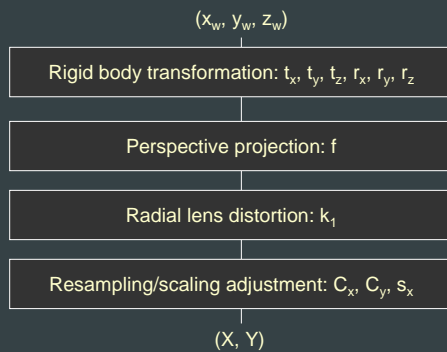 (x_w, y_w, z_w)
Rigid body transformation: t_x, t_y, t_z, r_x, r_y, r_z
Perspective projection: f
Radial lens distortion: k_1
Resampling/scaling adjustment: C_x, C_y, s_x
(X, Y)